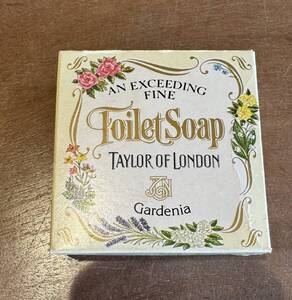 AN EXCEEDING
FINE
Toilet Soap
TAYLOR OF LONDON
Gardenia